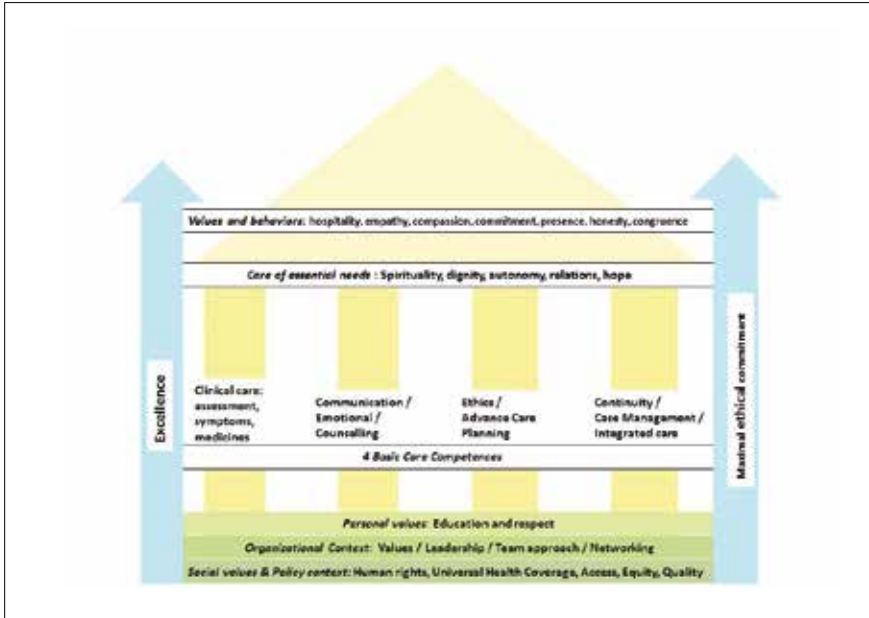 Values and behaviors: hospitality, empathy, compassion, commitment, presence, honesty, congruence
Care of essential needs : Spirituality, dignity, autonomy, relations, hope
Excellence
Clinical care:
assessment,
symptoms,
medicines
Communication /
Emotional /
Counselling
Ethics /
Advance Care
Planning
Continuity /
Case Management /
Integrated care
Maximal ethical commitment
4 Basic Care Competences
Personal values: Education and respect
Organizational Context: Values / Leadership / Team approach / Networking
Social values & Policy context: Human rights, Universal Health Coverage, Access, Equity, Quality